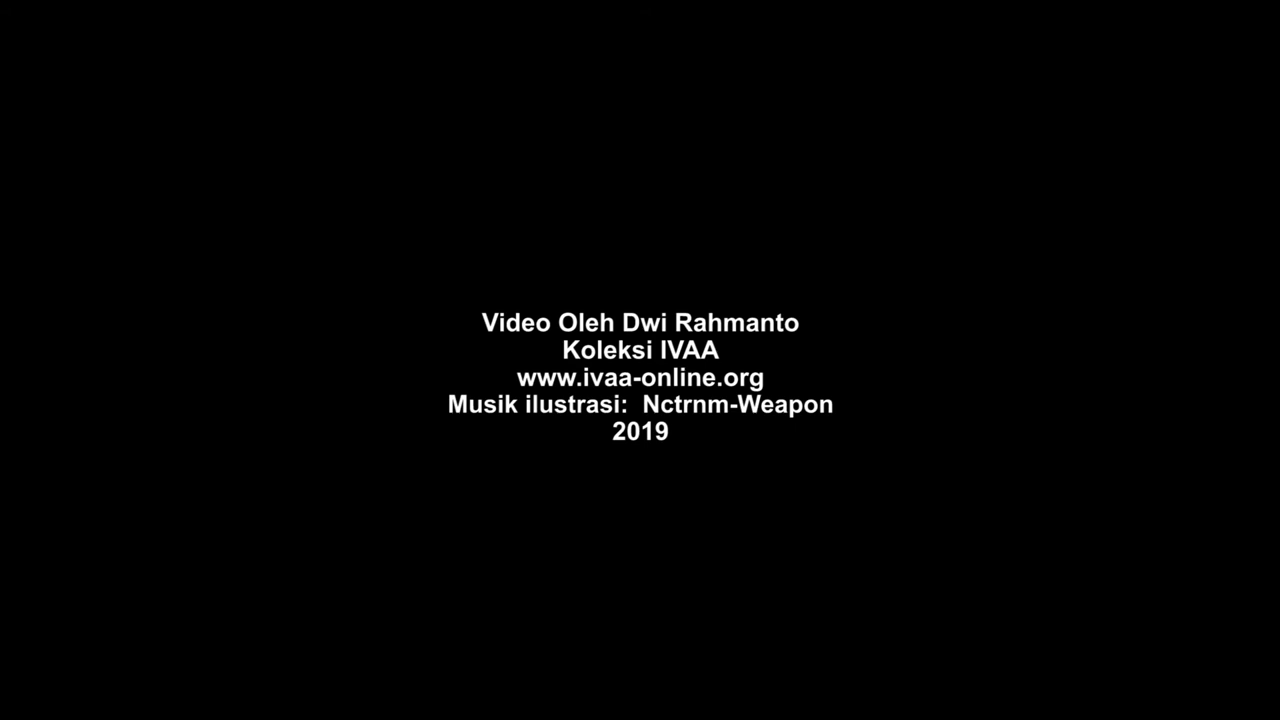 Video Oleh Dwi Rahmanto
Koleksi IVAA
www.ivaa-online.org
Musik ilustrasi:  Nctrnm-Weapon
2019